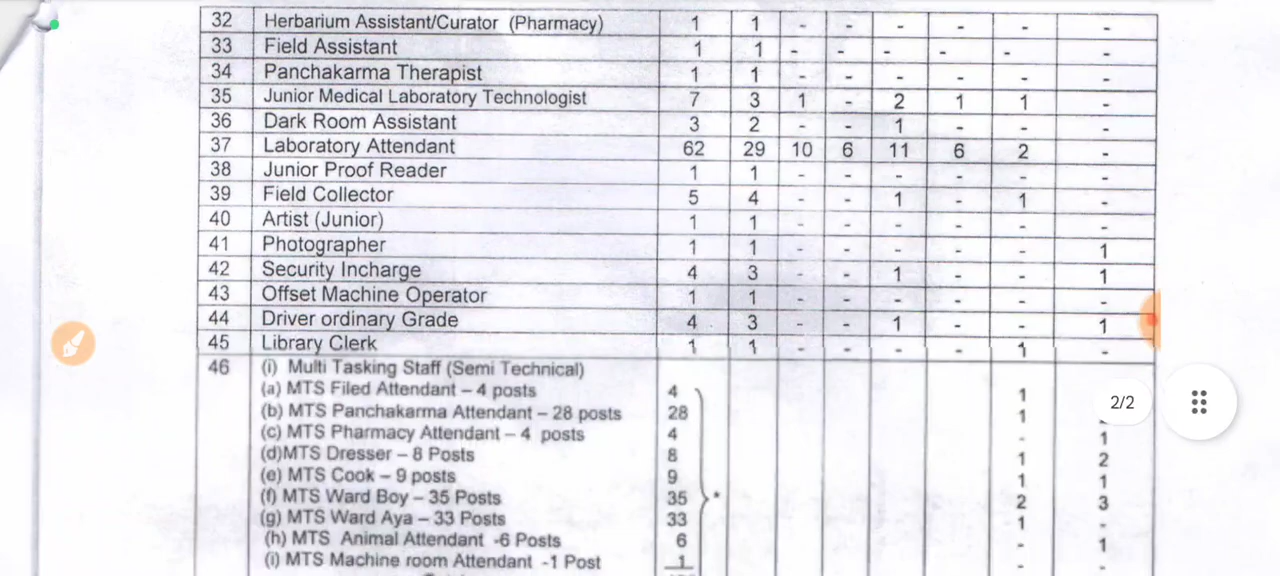 32 Herbarium Assistant/Curator (Pharmacy) 1 1 - - - - - -
33 Field Assistant 1 1 - - - - - -
34 Panchakarma Therapist 1 1 - - - - - -
35 Junior Medical Laboratory Technologist 7 3 1 - 2 1 1 -
36 Dark Room Assistant 3 2 - - 1 - - -
37 Laboratory Attendant 62 29 10 6 11 6 2 -
38 Junior Proof Reader 1 1 - - - - - -
39 Field Collector 5 4 - - 1 - 1 -
40 Artist (Junior) 1 1 - - - - - -
41 Photographer 1 1 - - - - - 1
42 Security Incharge 4 3 - - 1 - - 1
43 Offset Machine Operator 1 1 - - - - - -
44 Driver ordinary Grade 4 3 - - 1 - - 1
45 Library Clerk 1 1 - - - - 1 -
46 (i) Multi Tasking Staff (Semi Technical)
(a) MTS Filed Attendant – 4 posts 4 1
(b) MTS Panchakarma Attendant – 28 posts 28 1 -
(c) MTS Pharmacy Attendant – 4 posts 4 - 1
(d)MTS Dresser – 8 Posts 8 1 2
(e) MTS Cook – 9 posts 9 1 1
(f) MTS Ward Boy – 35 Posts 35 * 2 3
(g) MTS Ward Aya – 33 Posts 33 1 -
(h) MTS Animal Attendant -6 Posts 6 - 1
(i) MTS Machine room Attendant -1 Post 1 - -
2/2